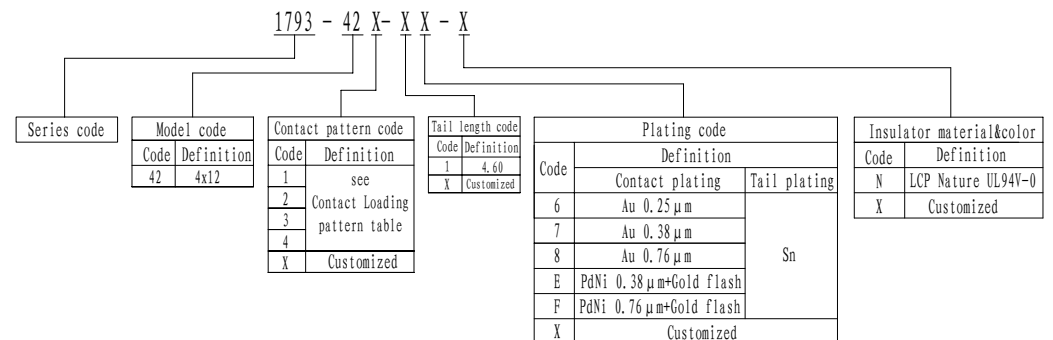 1793 - 42 X- X X - X
Series code
Model code
Code Definition
42 4x12
Contact pattern code
Code Definition
1
2
3
4
see
Contact Loading
pattern table
X Customized
Tail length code
Code Definition
1 4.60
X Customized
Plating code
Code
Definition
Contact plating Tail plating
6 Au 0.25μm
7 Au 0.38μm
8 Au 0.76μm
E PdNi 0.38μm+Gold flash
F PdNi 0.76μm+Gold flash
Sn
X Customized
Insulator material&color
Code Definition
N LCP Nature UL94V-0
X Customized